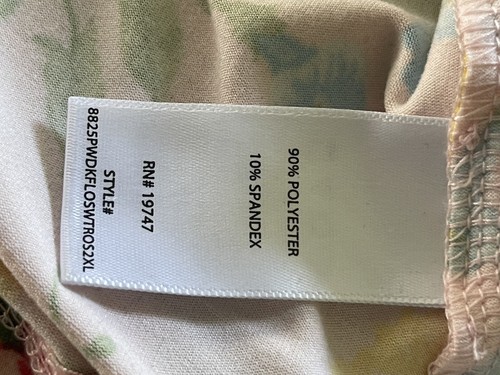 90% POLYESTER
10% SPANDEX
RN# 19747
STYLE#
8825PWDKFLOSWTROS2XL